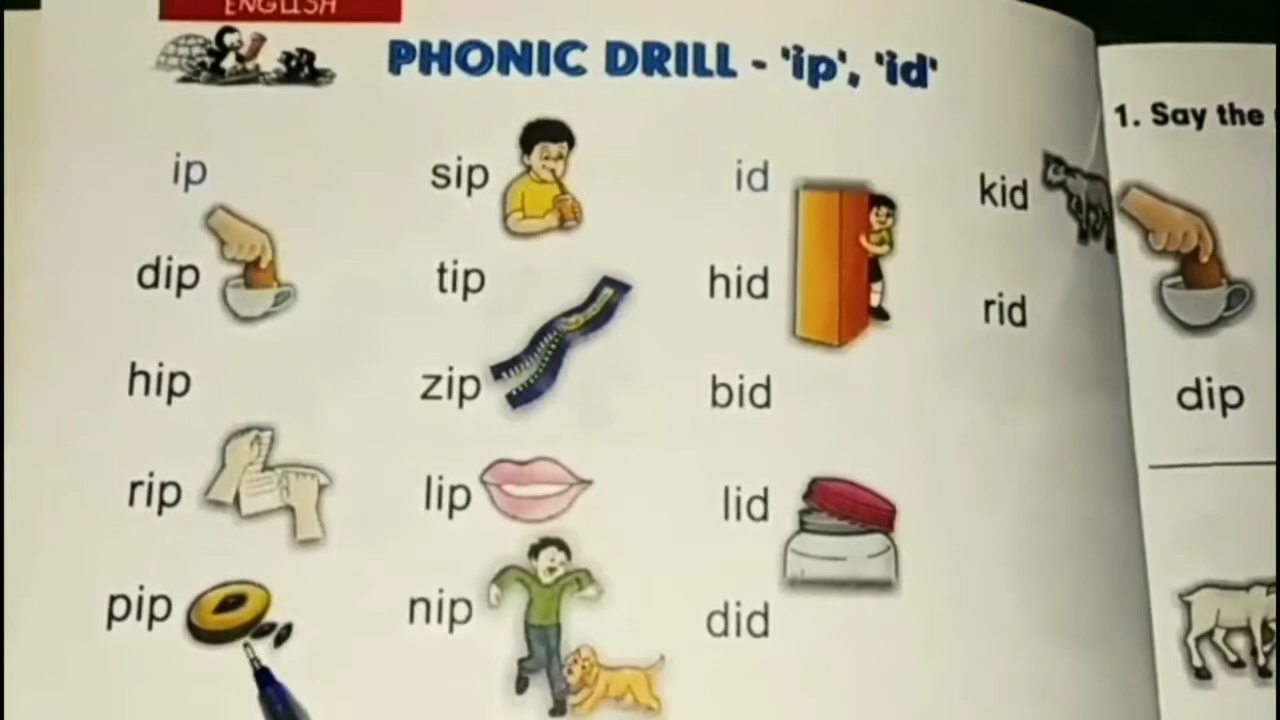 ENGLISH
PHONIC DRILL - 'ip', 'id'
ip
dip
hip
rip
pip
sip
tip
zip
lip
nip
id
hid
bid
lid
did
kid
rid
1. Say the
dip